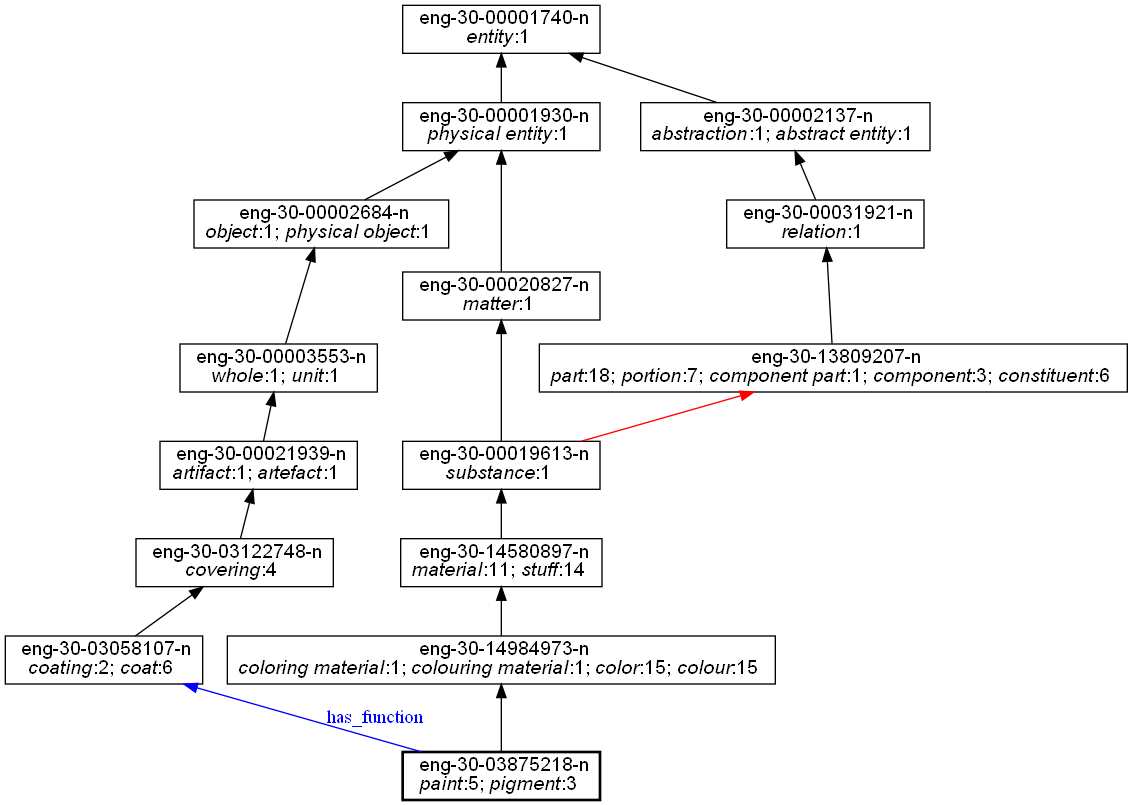 eng-30-00001740-n
entity:1
eng-30-00001930-n
physical entity:1
eng-30-00002137-n
abstraction:1; abstract entity:1
eng-30-00002684-n
object:1; physical object:1
eng-30-00031921-n
relation:1
eng-30-00020827-n
matter:1
eng-30-00003553-n
whole:1; unit:1
eng-30-13809207-n
part:18; portion:7; component part:1; component:3; constituent:6
eng-30-00021939-n
artifact:1; artefact:1
eng-30-00019613-n
substance:1
eng-30-03122748-n
covering:4
eng-30-14580897-n
material:11; stuff:14
eng-30-03058107-n
coating:2; coat:6
eng-30-14984973-n
coloring material:1; colouring material:1; color:15; colour:15
has_function
eng-30-03875218-n
paint:5; pigment:3